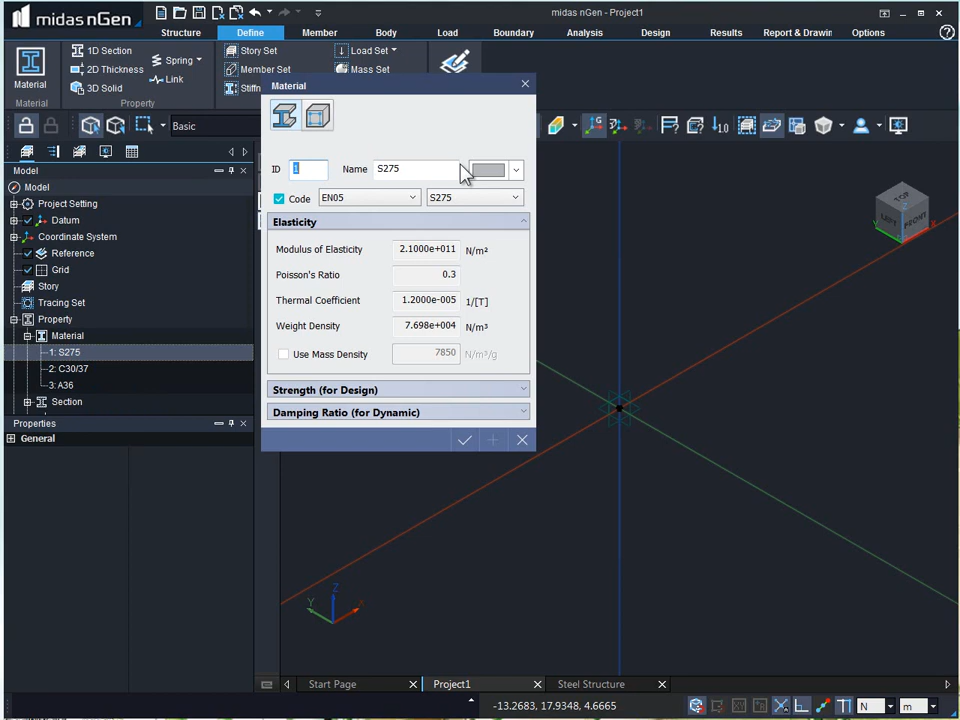 midas nGen
midas nGen - Project1
Structure Define Member Body Load Boundary Analysis Design Results Report & Drawin Options
Material
1D Section
2D Thickness
3D Solid
Spring
Link
Story Set
Member Set
Stiffn
Load Set
Mass Set
Material
Property
Basic
Model
Model
Project Setting
Datum
Coordinate System
Reference
Grid
Story
Tracing Set
Property
Material
1: S275
2: C30/37
3: A36
Section
Properties
General
Material
ID 1 Name S275
Code EN05 S275
Elasticity
Modulus of Elasticity 2.1000e+011 N/m²
Poisson's Ratio 0.3
Thermal Coefficient 1.2000e-005 1/[T]
Weight Density 7.698e+004 N/m³
Use Mass Density 7850 N/m³/g
Strength (for Design)
Damping Ratio (for Dynamic)
TOP
LEFT FRONT
Z
Y X
Z
Y X
Start Page Project1 Steel Structure
-13.2683, 17.9348, 4.6665 N m